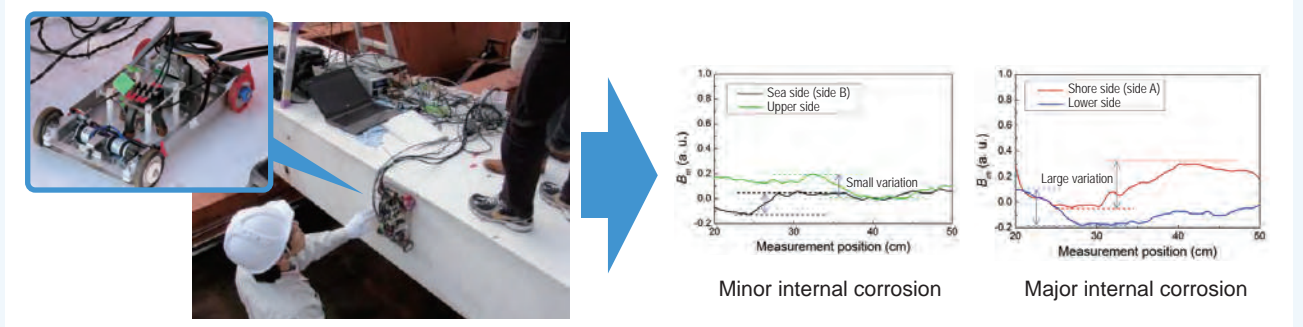 1.0
0.8
0.6
0.4
0.2
0.0
-0.2
B_m (a. u.)
Sea side (side B)
Upper side
Small variation
20 30 40 50
Measurement position (cm)
Minor internal corrosion
1.0
0.8
0.6
0.4
0.2
0.0
-0.2
B_m (a. u.)
Shore side (side A)
Lower side
Large variation
20 30 40 50
Measurement position (cm)
Major internal corrosion